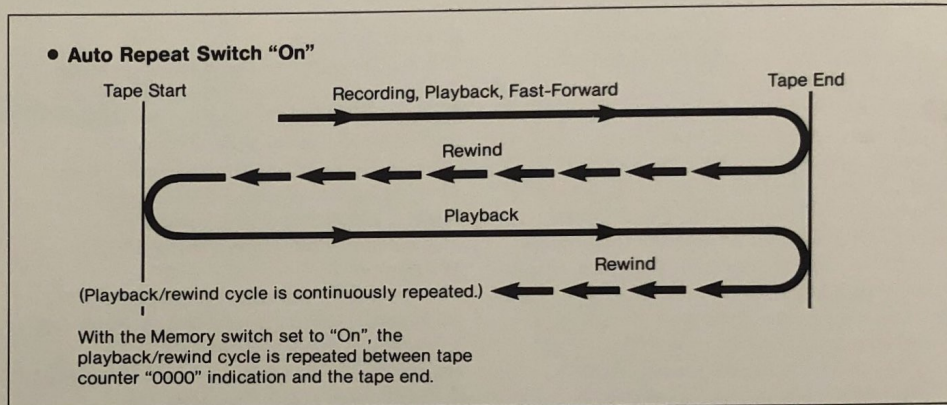 ● Auto Repeat Switch “On”
Tape Start
Tape End
Recording, Playback, Fast-Forward
Rewind
Playback
Rewind
(Playback/rewind cycle is continuously repeated.)
With the Memory switch set to “On”, the
playback/rewind cycle is repeated between tape
counter “0000” indication and the tape end.